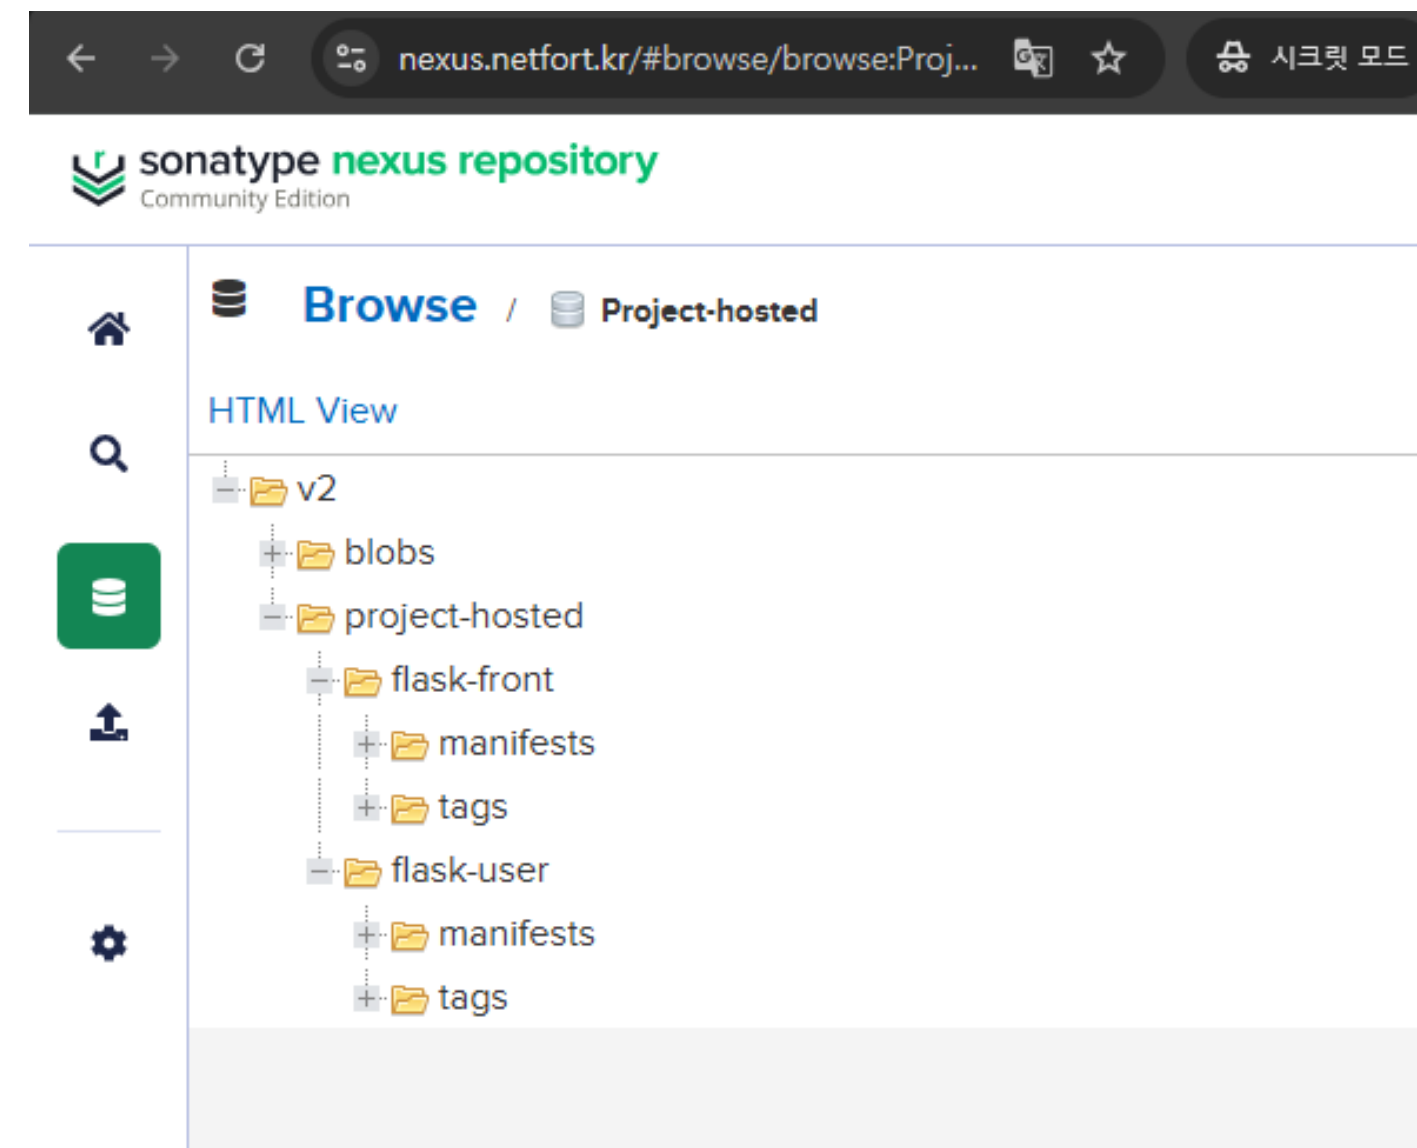 nexus.netfort.kr/#browse/browse:Proj... 시크릿 모드
sonatype nexus repository
Community Edition
Browse / Project-hosted
HTML View
v2
blobs
project-hosted
flask-front
manifests
tags
flask-user
manifests
tags